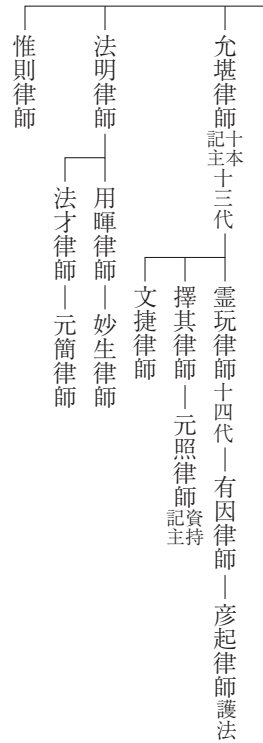 允堪律師十本記主十三代
霊玩律師十四代
有因律師
彦起律師護法
擇其律師
元照律師資持記主
文捷律師
法明律師
用暉律師
妙生律師
法才律師
元簡律師
惟則律師